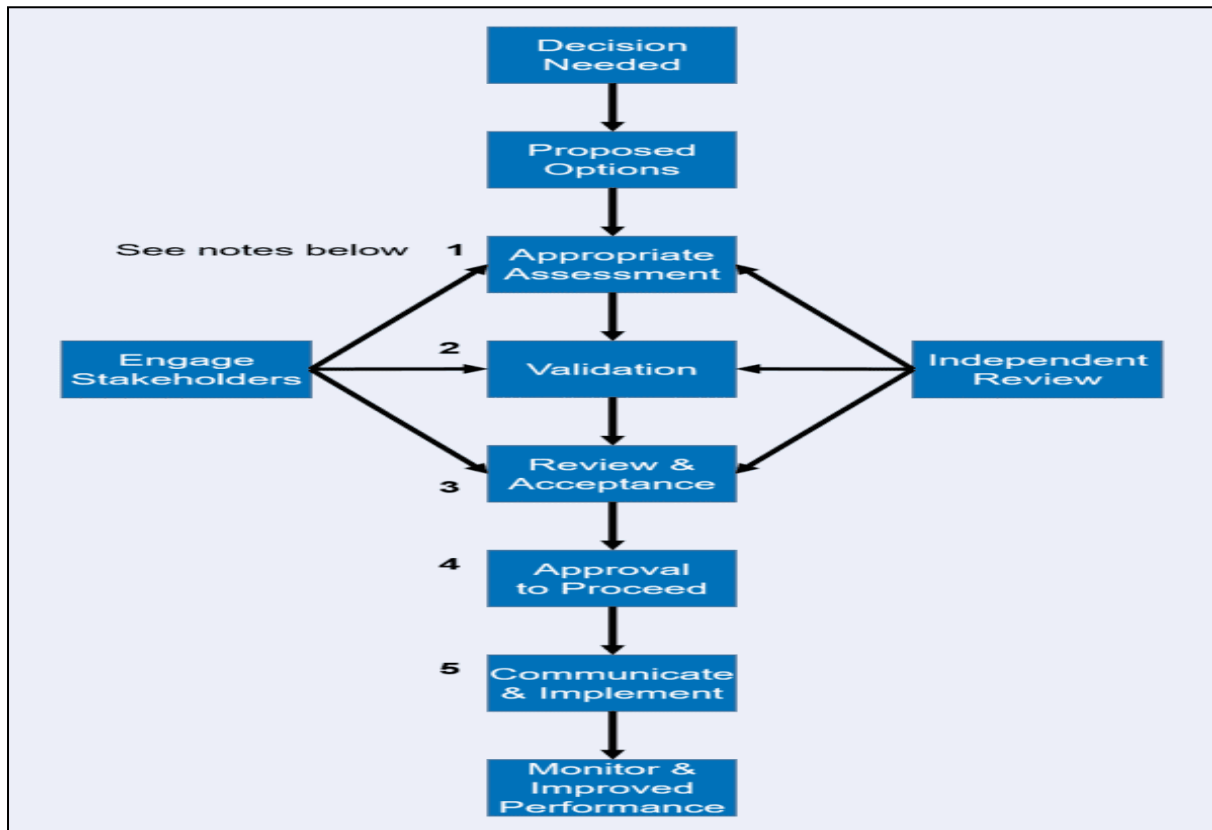 Decision
Needed
Proposed
Options
See notes below 1
Appropriate
Assessment
Engage
Stakeholders
2
Validation
Independent
Review
Review &
Acceptance
3
4
Approval
to Proceed
5
Communicate
& Implement
Monitor &
Improved
Performance